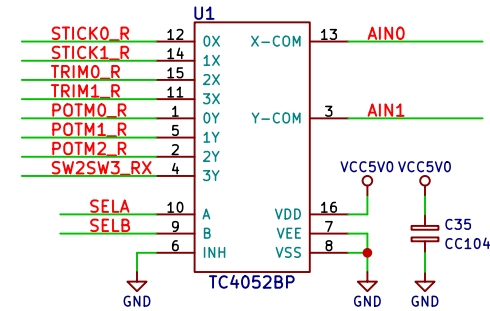 U1
STICK0_R 12 0X X-COM 13 AIN0
STICK1_R 14 1X
TRIM0_R 15 2X
TRIM1_R 11 3X
POTM0_R 1 0Y Y-COM 3 AIN1
POTM1_R 5 1Y
POTM2_R 2 2Y
SW2SW3_RX 4 3Y
VCC5V0 VCC5V0
SELA 10 A VDD 16
SELB 9 B VEE 7
C35
CC104
6 INH VSS 8
TC4052BP
GND GND GND